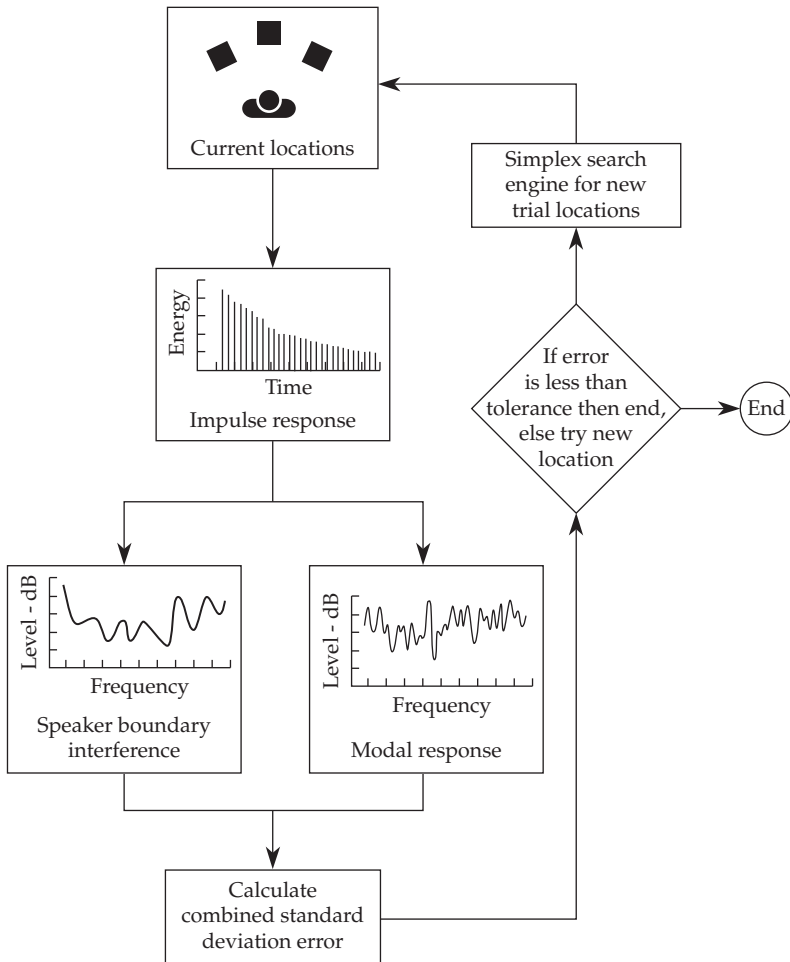 Current locations
Energy
Time
Impulse response
Level - dB
Frequency
Speaker boundary
interference
Level - dB
Frequency
Modal response
Calculate
combined standard
deviation error
If error
is less than
tolerance then end,
else try new
location
End
Simplex search
engine for new
trial locations